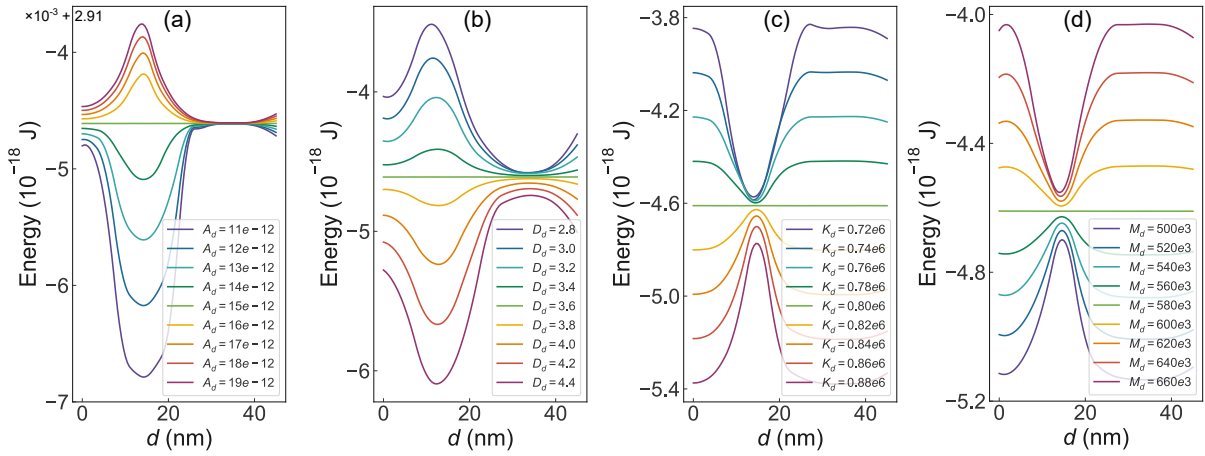 ×10⁻³ + 2.91
(a)
Energy (10⁻¹⁸ J)
−4
−5
−6
−7
A_d = 11e−12
A_d = 12e−12
A_d = 13e−12
A_d = 14e−12
A_d = 15e−12
A_d = 16e−12
A_d = 17e−12
A_d = 18e−12
A_d = 19e−12
0 20 40
d (nm)
(b)
Energy (10⁻¹⁸ J)
−4
−5
−6
D_d = 2.8
D_d = 3.0
D_d = 3.2
D_d = 3.4
D_d = 3.6
D_d = 3.8
D_d = 4.0
D_d = 4.2
D_d = 4.4
0 20 40
d (nm)
(c)
Energy (10⁻¹⁸ J)
−3.8
−4.2
−4.6
−5.0
−5.4
K_d = 0.72e6
K_d = 0.74e6
K_d = 0.76e6
K_d = 0.78e6
K_d = 0.80e6
K_d = 0.82e6
K_d = 0.84e6
K_d = 0.86e6
K_d = 0.88e6
0 20 40
d (nm)
(d)
Energy (10⁻¹⁸ J)
−4.0
−4.4
−4.8
−5.2
M_d = 500e3
M_d = 520e3
M_d = 540e3
M_d = 560e3
M_d = 580e3
M_d = 600e3
M_d = 620e3
M_d = 640e3
M_d = 660e3
0 20 40
d (nm)